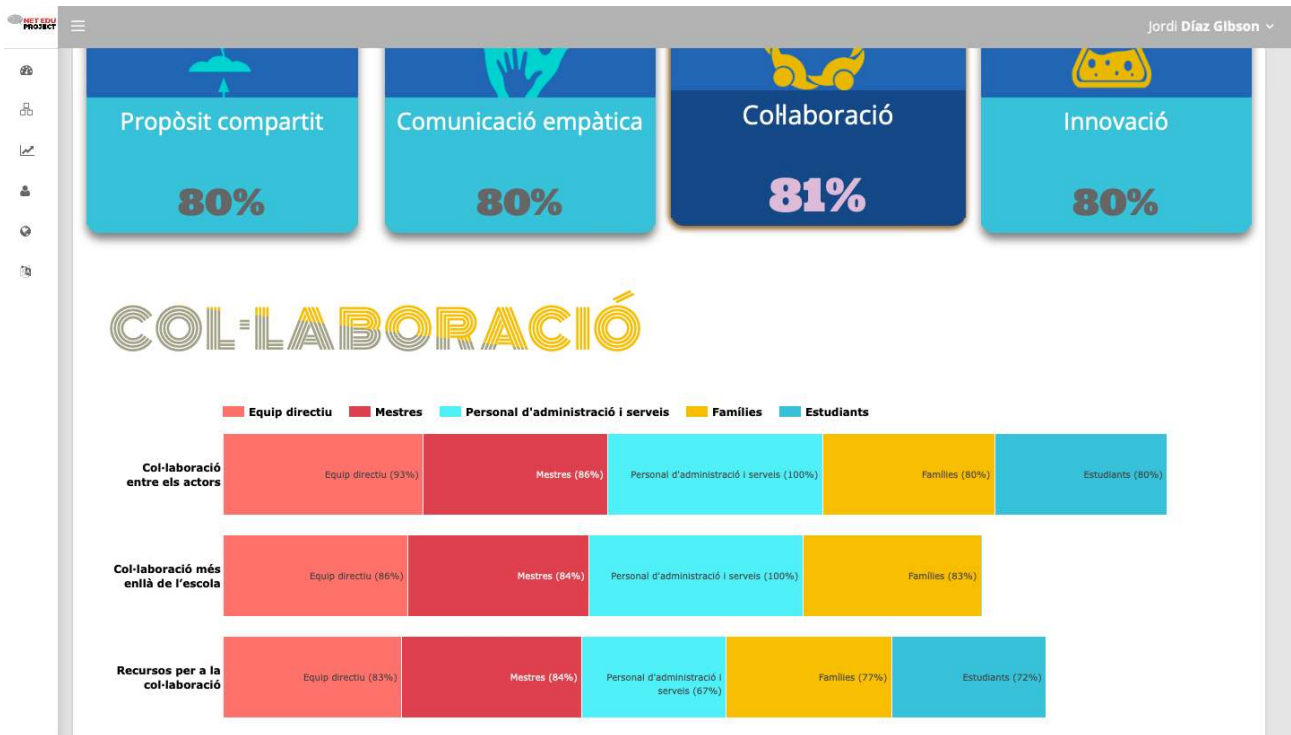 NET EDU
PROJECT
Jordi Díaz GIbson
Propòsit compartit
80%
Comunicació empàtica
80%
Col·laboració
81%
Innovació
80%
COL·LABORACIÓ
Equip directiu
Mestres
Personal d'administració i serveis
Famílies
Estudiants
Col·laboració
entre els actors
Equip directiu (93%)
Mestres (86%)
Personal d'administració i serveis (100%)
Famílies (80%)
Estudiants (80%)
Col·laboració més
enllà de l'escola
Equip directiu (86%)
Mestres (84%)
Personal d'administració i serveis (100%)
Famílies (83%)
Recursos per a la
col·laboració
Equip directiu (83%)
Mestres (84%)
Personal d'administració i
serveis (67%)
Famílies (77%)
Estudiants (72%)